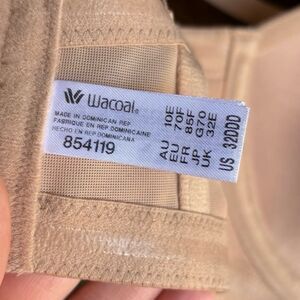 Wacoal®
MADE IN DOMINICAN REP
FABRIQUE EN REP DOMINICAINE
HECHO EN REP DOMINICANA
854119
AU 10E
EU 70F
FR 85F
JP G70
UK 32E
US 32DDD